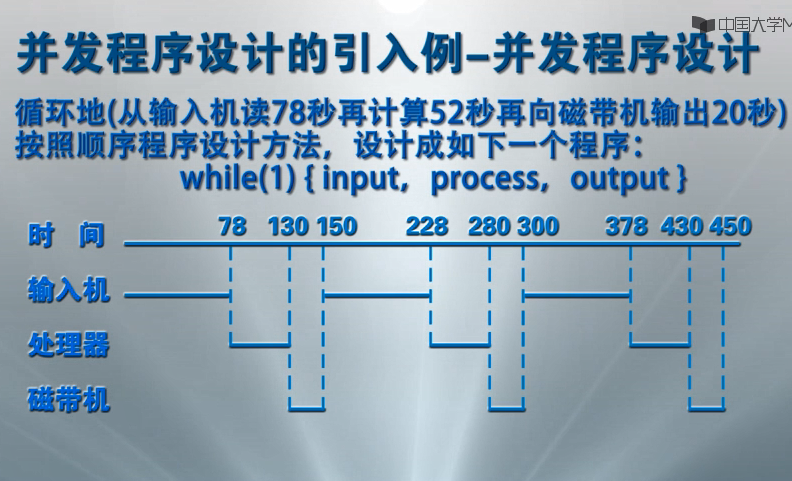 中国大学M
并发程序设计的引入例-并发程序设计
循环地(从输入机读78秒再计算52秒再向磁带机输出20秒)
按照顺序程序设计方法，设计成如下一个程序：
while(1) { input，process，output }
78 130 150 228 280 300 378 430 450
时 间
输入机
处理器
磁带机